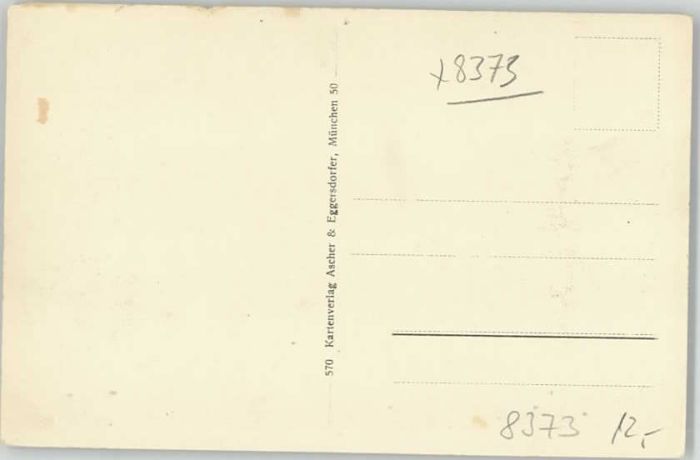 x8373
570 Kartenverlag Ascher & Eggersdorfer, München 50
8373 12,-